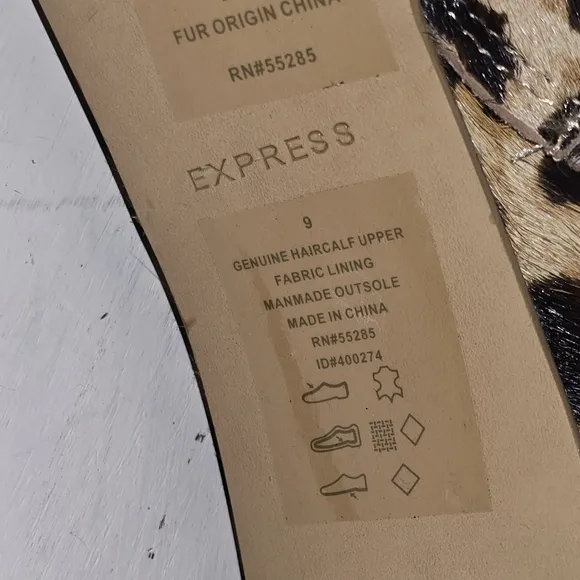 FUR ORIGIN CHINA
RN#55285
EXPRESS
9
GENUINE HAIRCALF UPPER
FABRIC LINING
MANMADE OUTSOLE
MADE IN CHINA
RN#55285
ID#400274